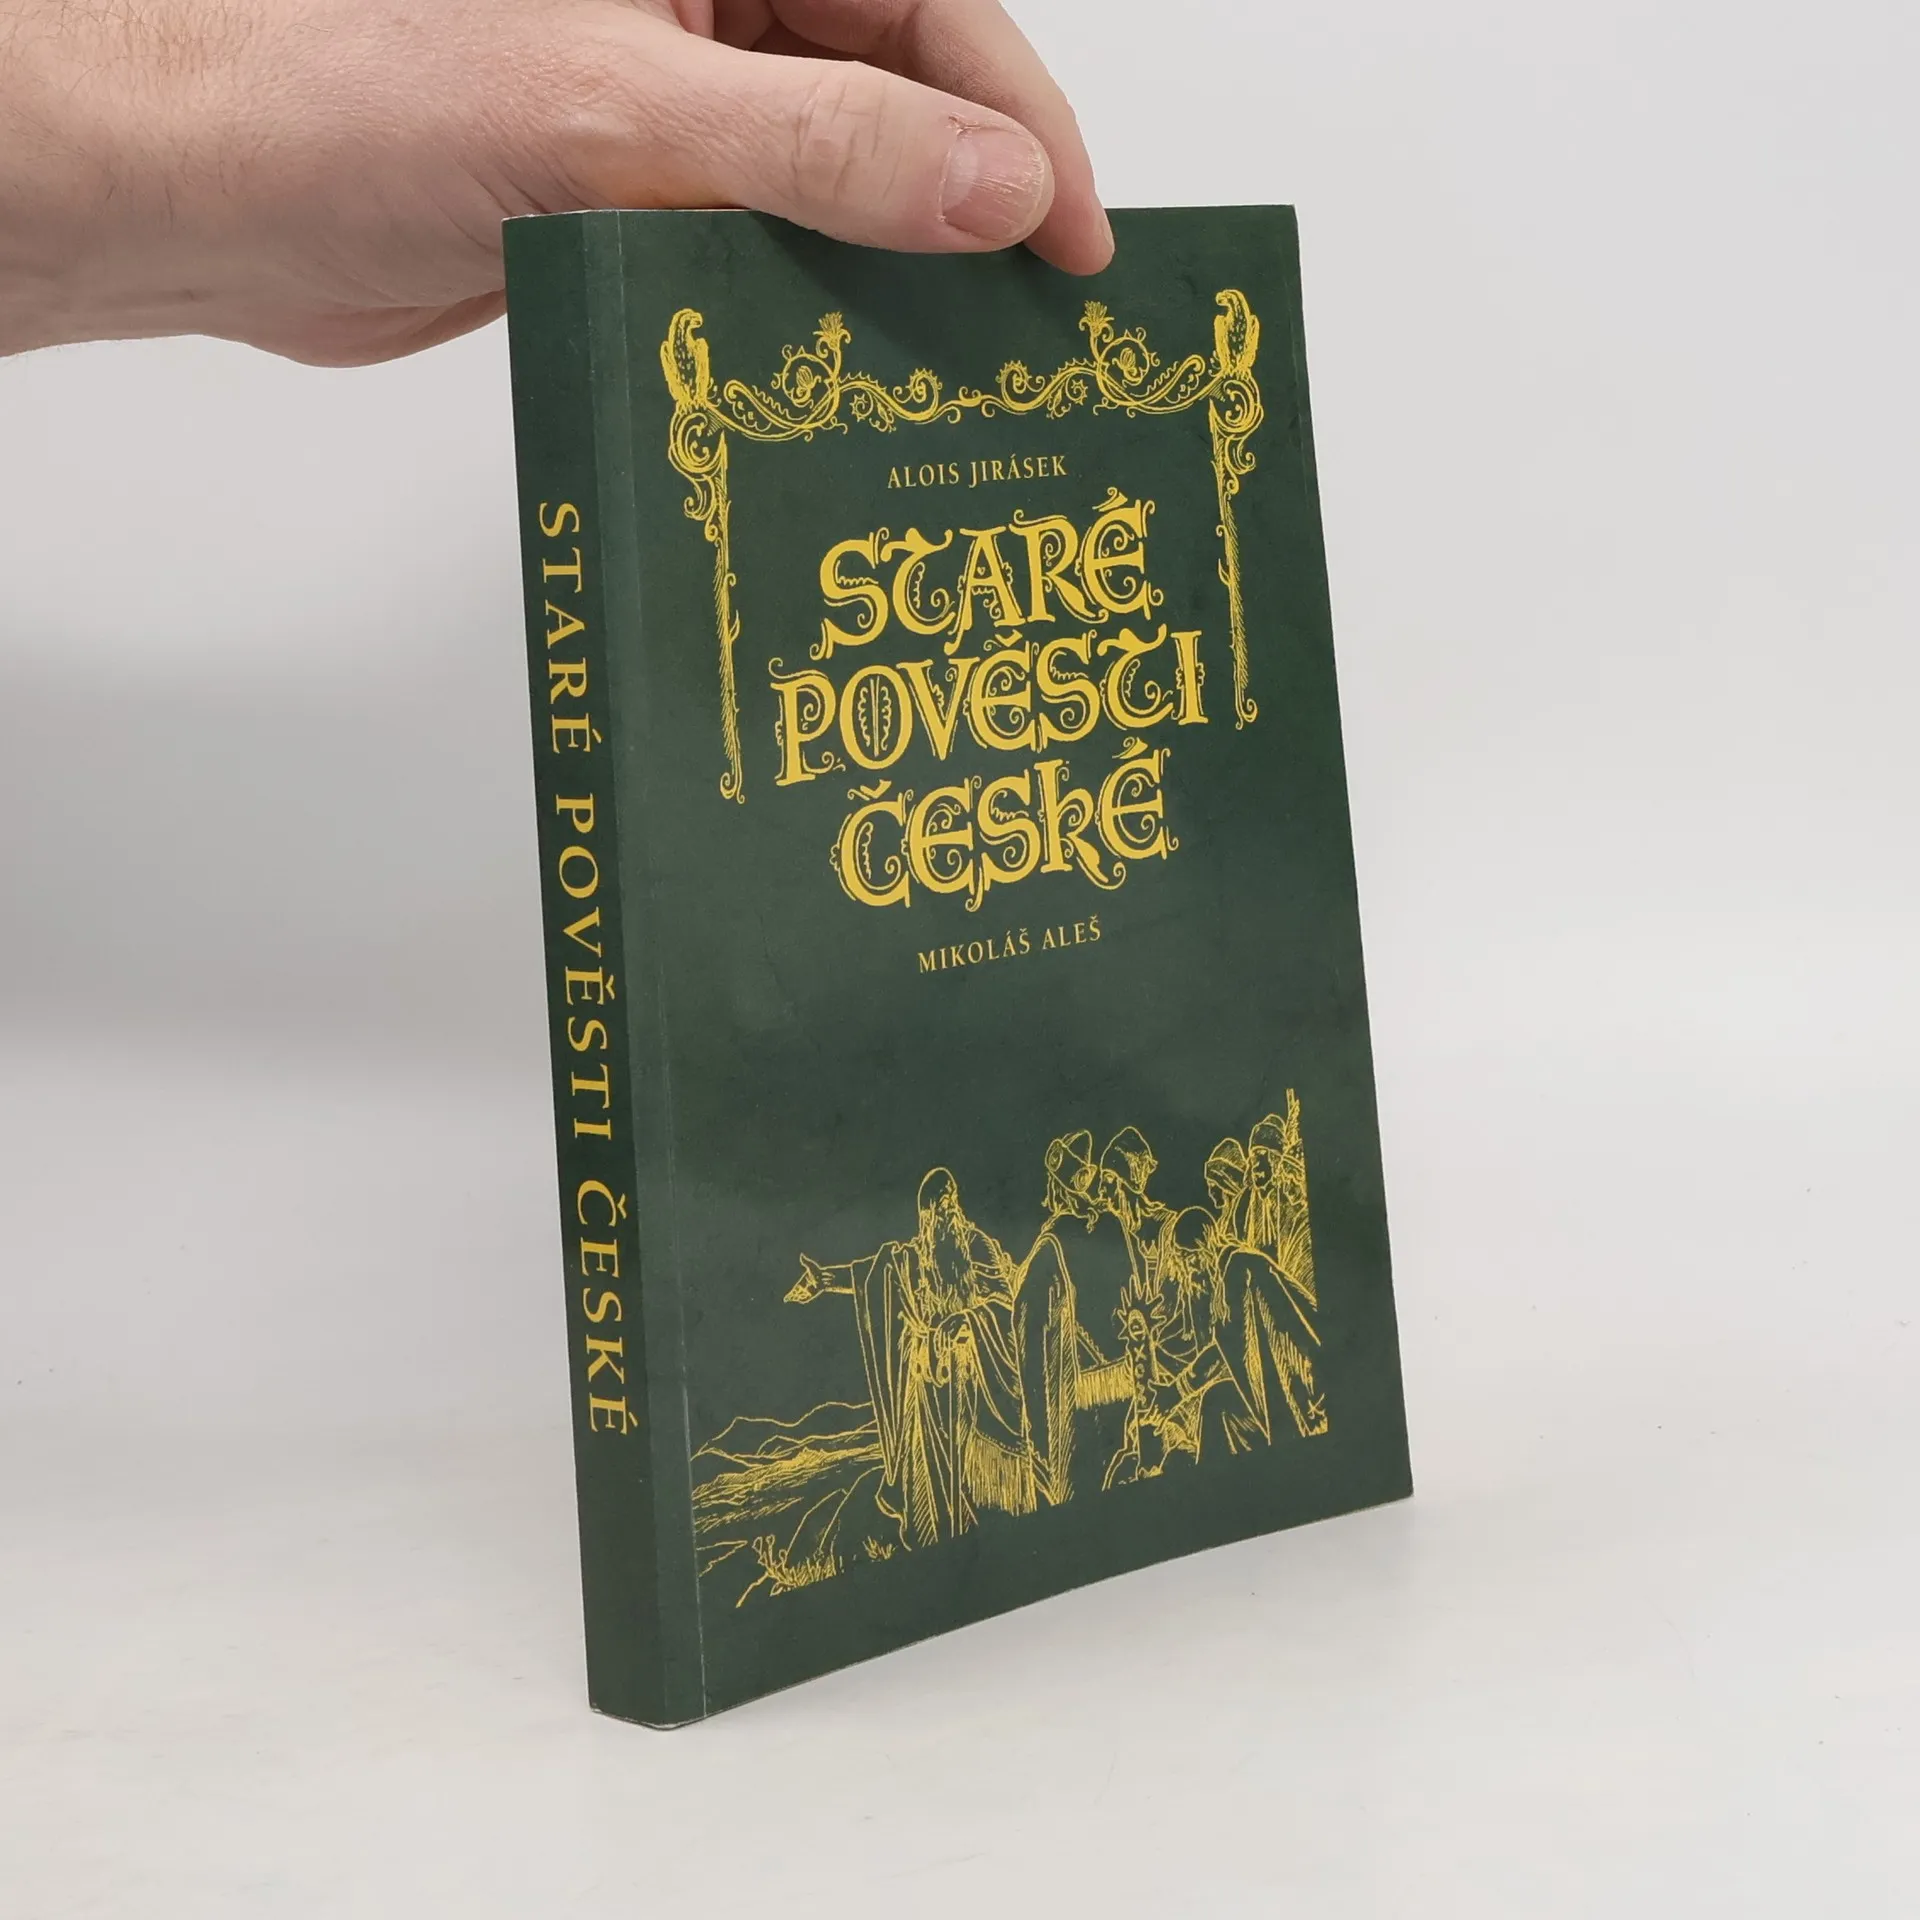 STARÉ POVĚSTI ČESKÉ
ALOIS JIRÁSEK
STARÉ
POVĚSTI
ČESKÉ
MIKOLÁŠ ALEŠ